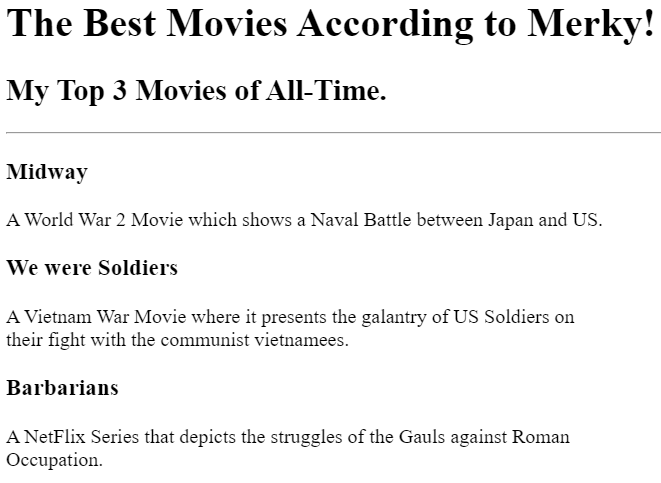 The Best Movies According to Merky!
My Top 3 Movies of All-Time.
Midway
A World War 2 Movie which shows a Naval Battle between Japan and US.
We were Soldiers
A Vietnam War Movie where it presents the galantry of US Soldiers on
their fight with the communist vietnamees.
Barbarians
A NetFlix Series that depicts the struggles of the Gauls against Roman
Occupation.